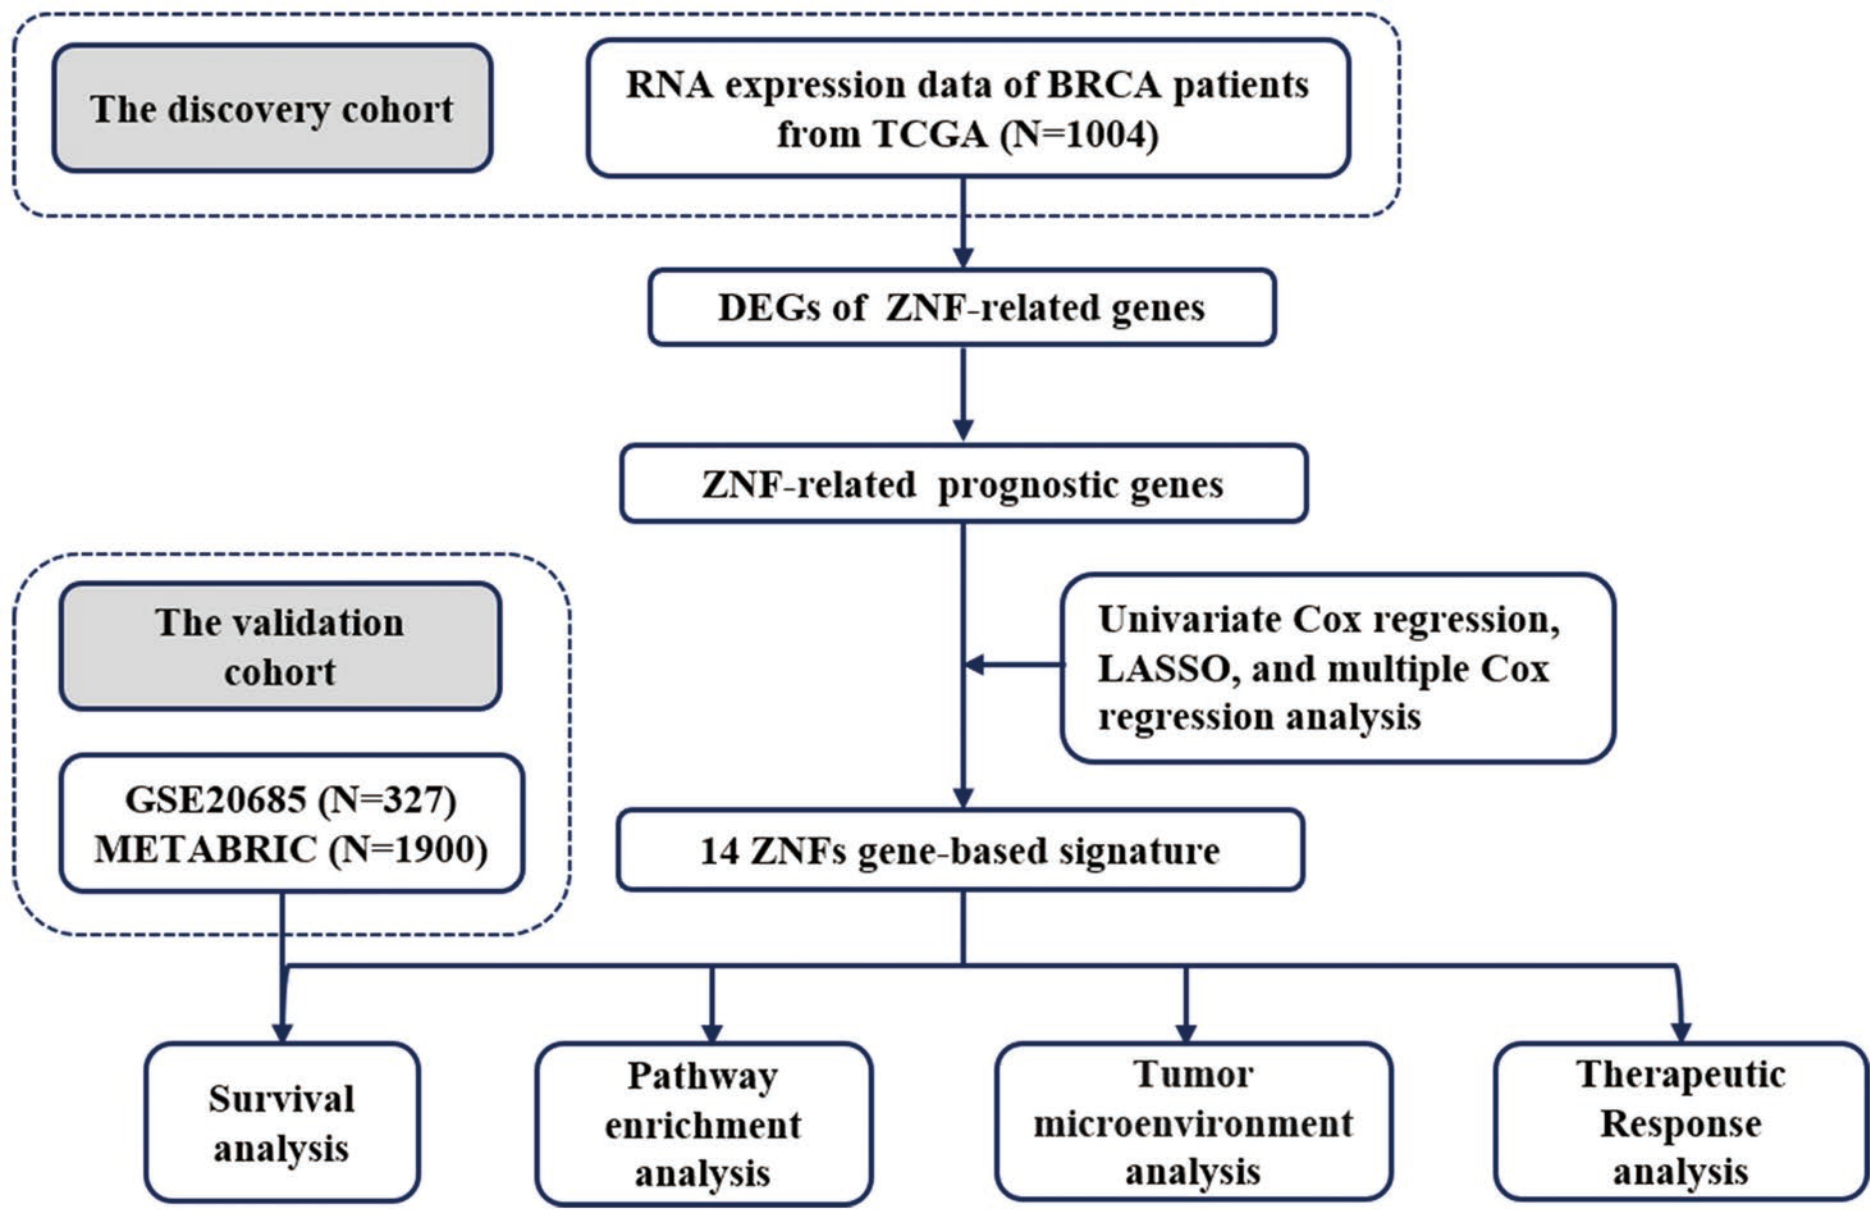 The discovery cohort
RNA expression data of BRCA patients
from TCGA (N=1004)
DEGs of ZNF-related genes
ZNF-related prognostic genes
The validation
cohort
GSE20685 (N=327)
METABRIC (N=1900)
Univariate Cox regression,
LASSO, and multiple Cox
regression analysis
14 ZNFs gene-based signature
Survival
analysis
Pathway
enrichment
analysis
Tumor
microenvironment
analysis
Therapeutic
Response
analysis